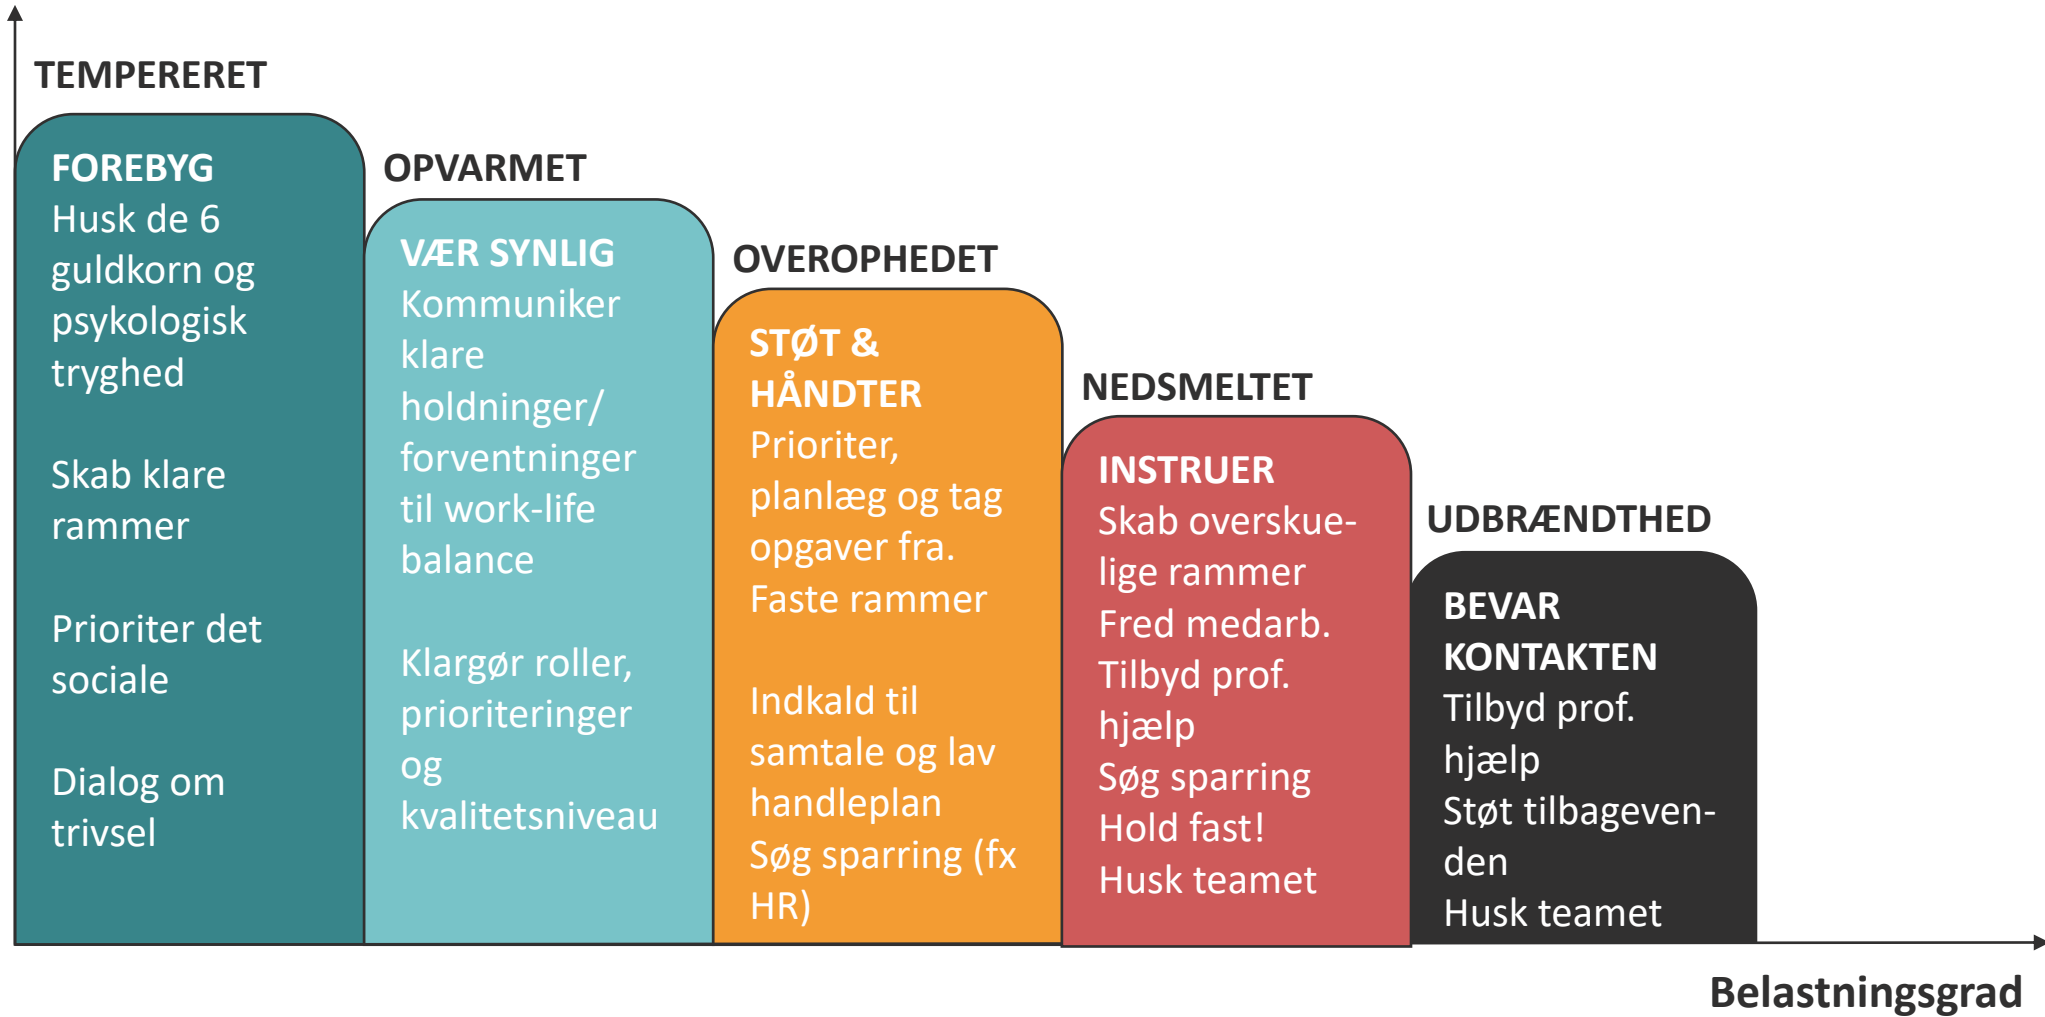 TEMPERERET
FOREBYG
Husk de 6
guldkorn og
psykologisk
tryghed
Skab klare
rammer
Prioriter det
sociale
Dialog om
trivsel
OPVARMET
VÆR SYNLIG
Kommuniker
klare
holdninger/
forventninger
til work-life
balance
Klargør roller,
prioriteringer
og
kvalitetsniveau
OVEROPHEDET
STØT &
HÅNDTER
Prioriter,
planlæg og tag
opgaver fra.
Faste rammer
Indkald til
samtale og lav
handleplan
Søg sparring (fx
HR)
NEDSMELTET
INSTRUER
Skab overskue-
lige rammer
Fred medarb.
Tilbyd prof.
hjælp
Søg sparring
Hold fast!
Husk teamet
UDBRÆNDTHED
BEVAR
KONTAKTEN
Tilbyd prof.
hjælp
Støt tilbageven-
den
Husk teamet
Belastningsgrad